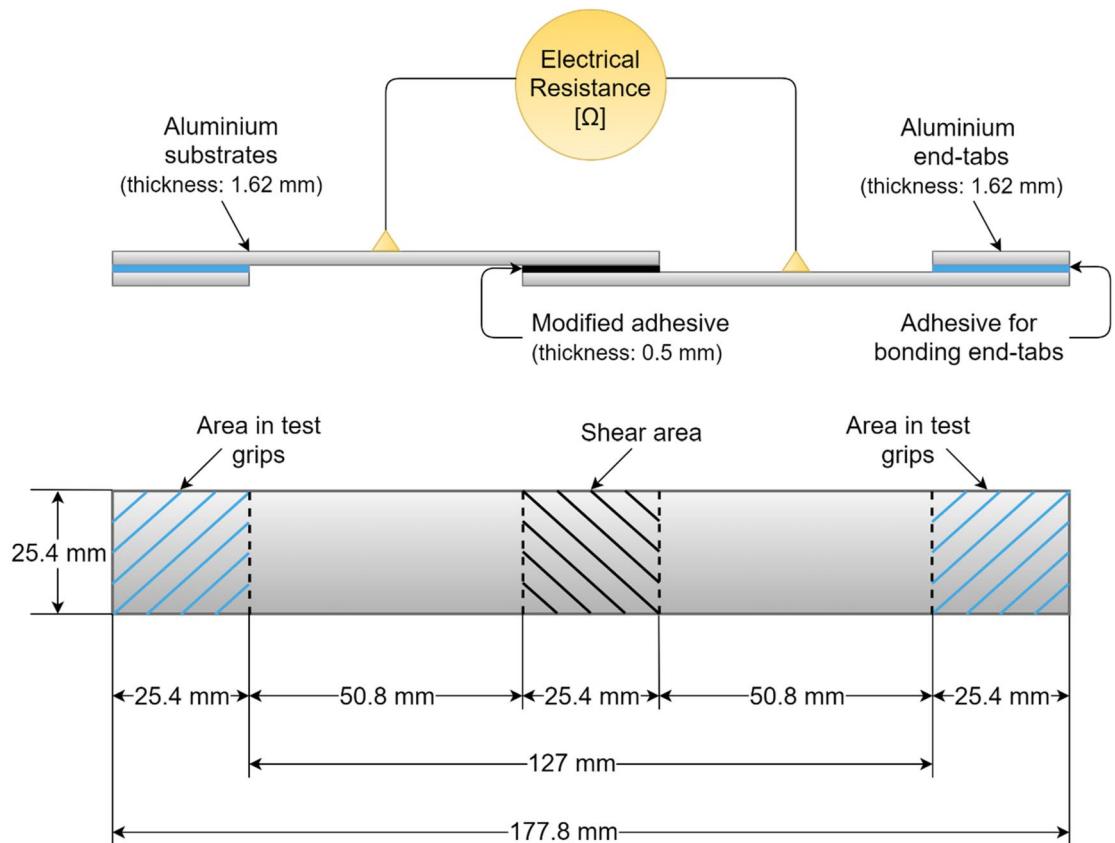 Electrical
Resistance
[Ω]
Aluminium
substrates
(thickness: 1.62 mm)
Aluminium
end-tabs
(thickness: 1.62 mm)
Modified adhesive
(thickness: 0.5 mm)
Adhesive for
bonding end-tabs
Area in test
grips
Shear area
Area in test
grips
25.4 mm
25.4 mm
50.8 mm
25.4 mm
50.8 mm
25.4 mm
127 mm
177.8 mm